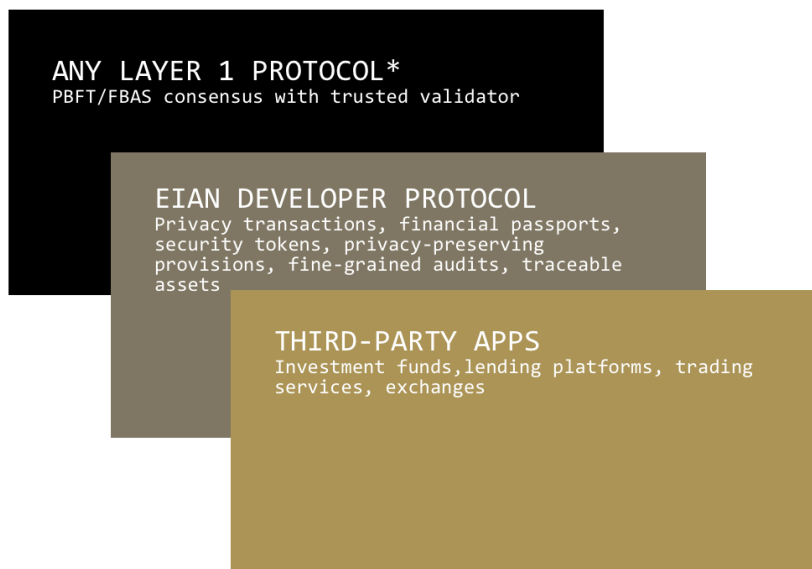 ANY LAYER 1 PROTOCOL*
PBFT/FBAS consensus with trusted validator
EIAN DEVELOPER PROTOCOL
Privacy transactions, financial passports,
security tokens, privacy-preserving
provisions, fine-grained audits, traceable
assets
THIRD-PARTY APPS
Investment funds,lending platforms, trading
services, exchanges